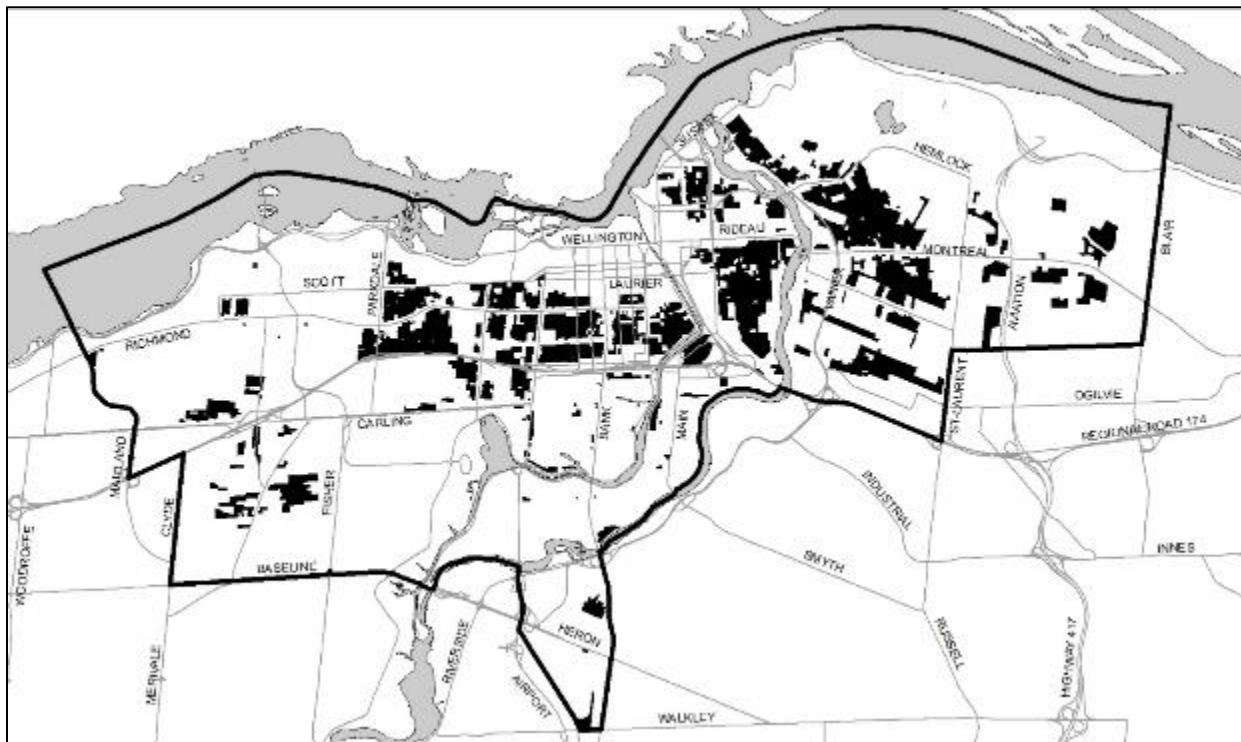 SUSSEX
HEMLOCK
WELLINGTON
RIDEAU
MONTREAL
BLAIR
PARKDALE
SCOTT
LAURIER
VANIER
AVIATION
RICHMOND
ST-LAURENT
OGILVIE
CARLING
BANK
MAIN
REGIONAL ROAD 174
MAITLAND
CLYDE
FISHER
INDUSTRIAL
WOODROFFE
BASELINE
SMYTH
INNES
HERON
RIVERSIDE
RUSSELL
HIGHWAY 417
MERIVALE
AIRPORT
WALKLEY